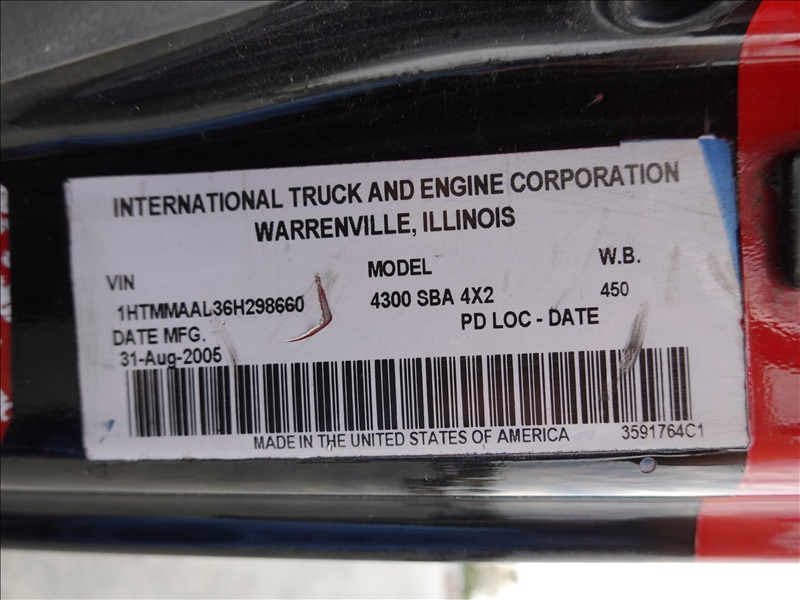 INTERNATIONAL TRUCK AND ENGINE CORPORATION
WARRENVILLE, ILLINOIS
VIN MODEL W.B.
1HTMMAAL36H298660 4300 SBA 4X2 450
DATE MFG. PD LOC - DATE
31-Aug-2005
MADE IN THE UNITED STATES OF AMERICA 3591764C1